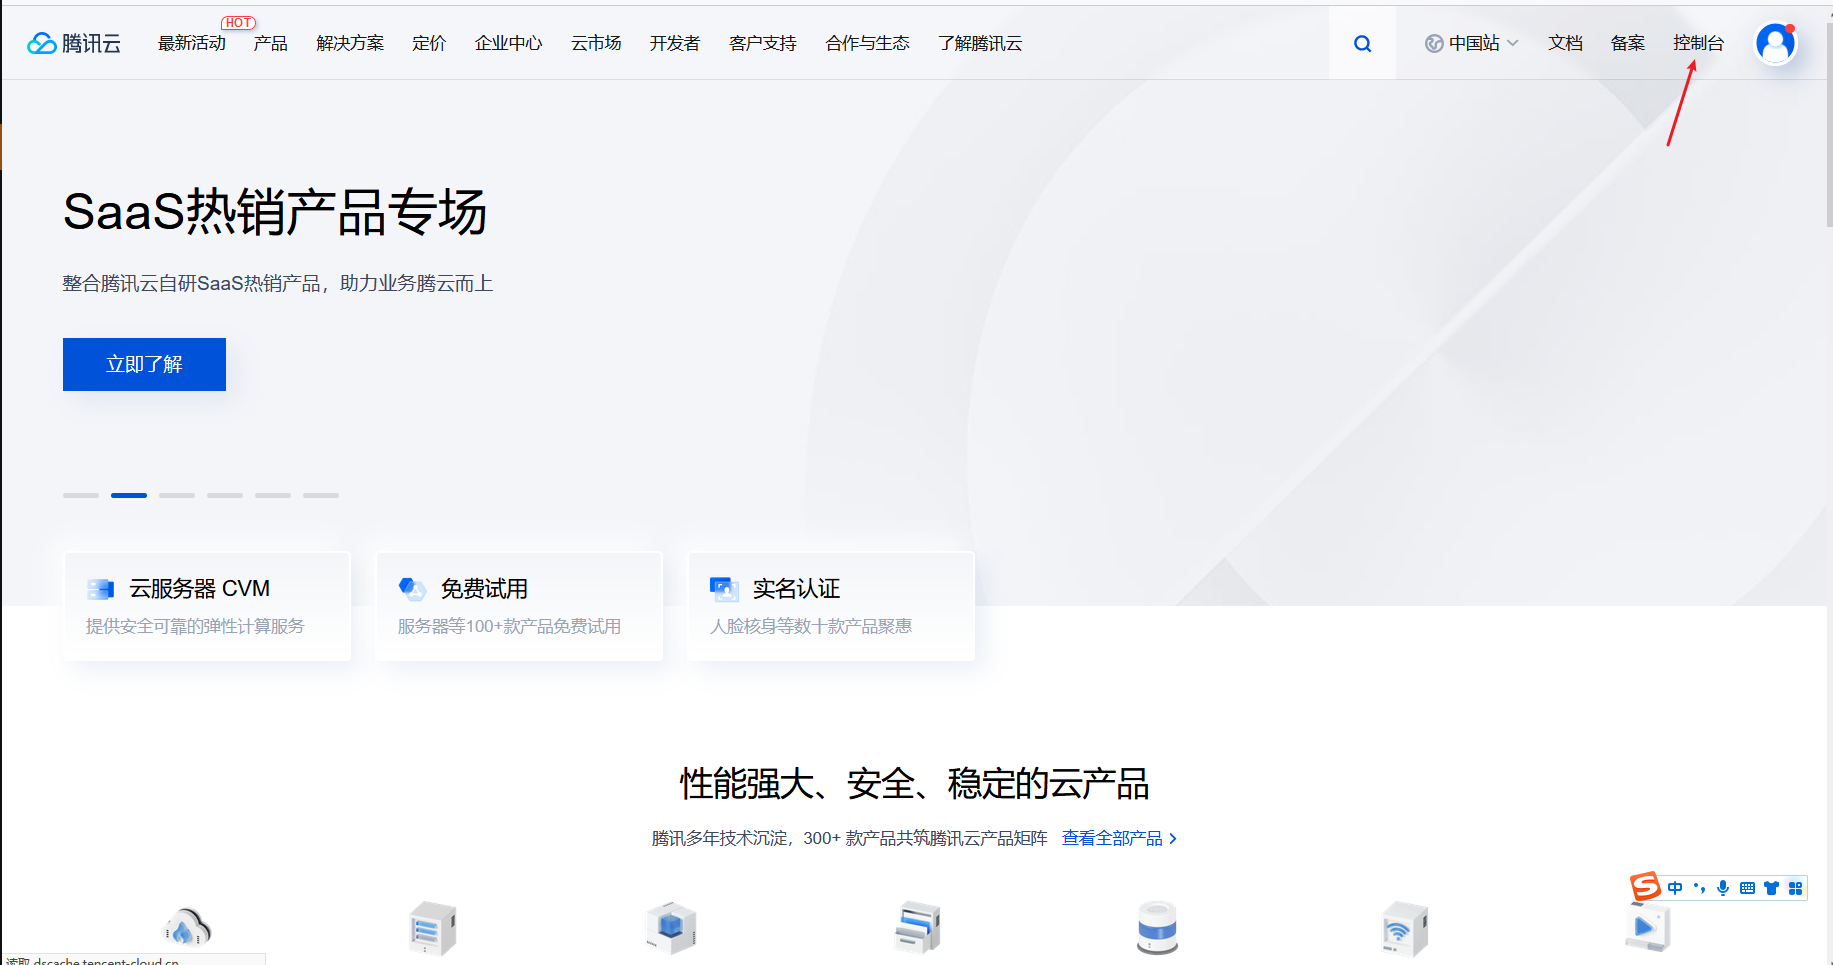 腾讯云
最新活动
HOT
产品
解决方案
定价
企业中心
云市场
开发者
客户支持
合作与生态
了解腾讯云
中国站
文档
备案
控制台
SaaS热销产品专场
整合腾讯云自研SaaS热销产品，助力业务腾云而上
立即了解
云服务器 CVM
提供安全可靠的弹性计算服务
免费试用
服务器等100+款产品免费试用
实名认证
人脸核身等数十款产品聚惠
性能强大、安全、稳定的云产品
腾讯多年技术沉淀，300+ 款产品共筑腾讯云产品矩阵 查看全部产品
S 中
读取 dscache.tencent-cloud.cn